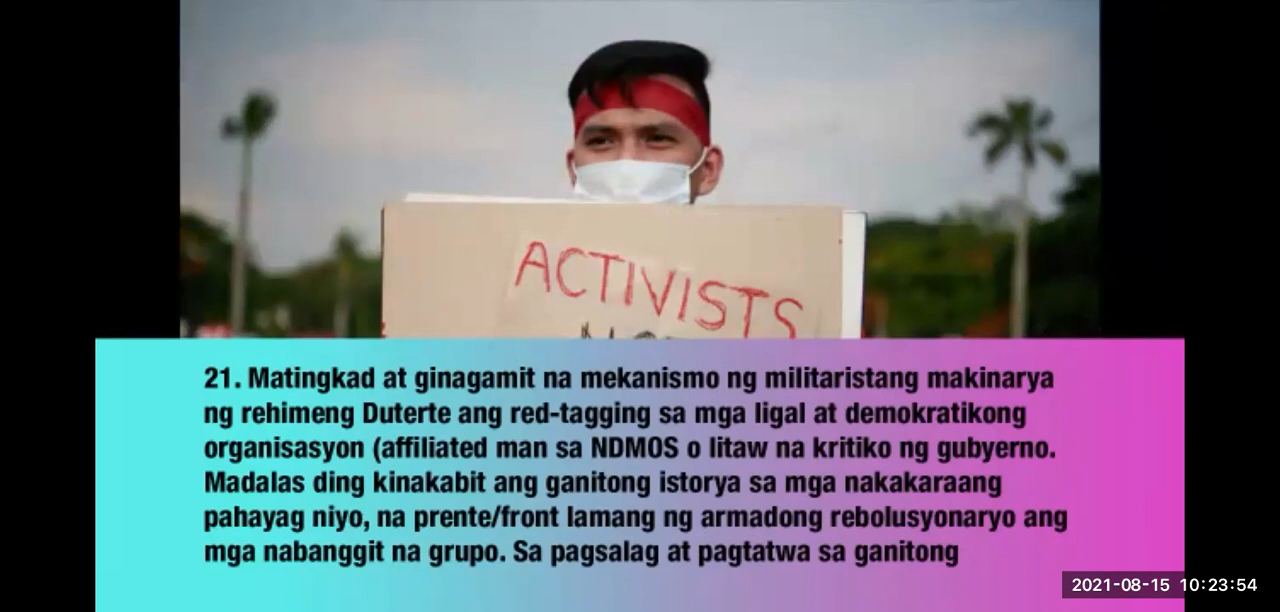 ACTIVISTS
21. Matingkad at ginagamit na mekanismo ng militaristang makinarya
ng rehimeng Duterte ang red-tagging sa mga ligal at demokratikong
organisasyon (affiliated man sa NDMOS o litaw na kritiko ng gubyerno.
Madalas ding kinakabit ang ganitong istorya sa mga nakakaraang
pahayag niyo, na prente/front lamang ng armadong rebolusyonaryo ang
mga nabanggit na grupo. Sa pagsalag at pagtatwa sa ganitong
2021-08-15 10:23:54